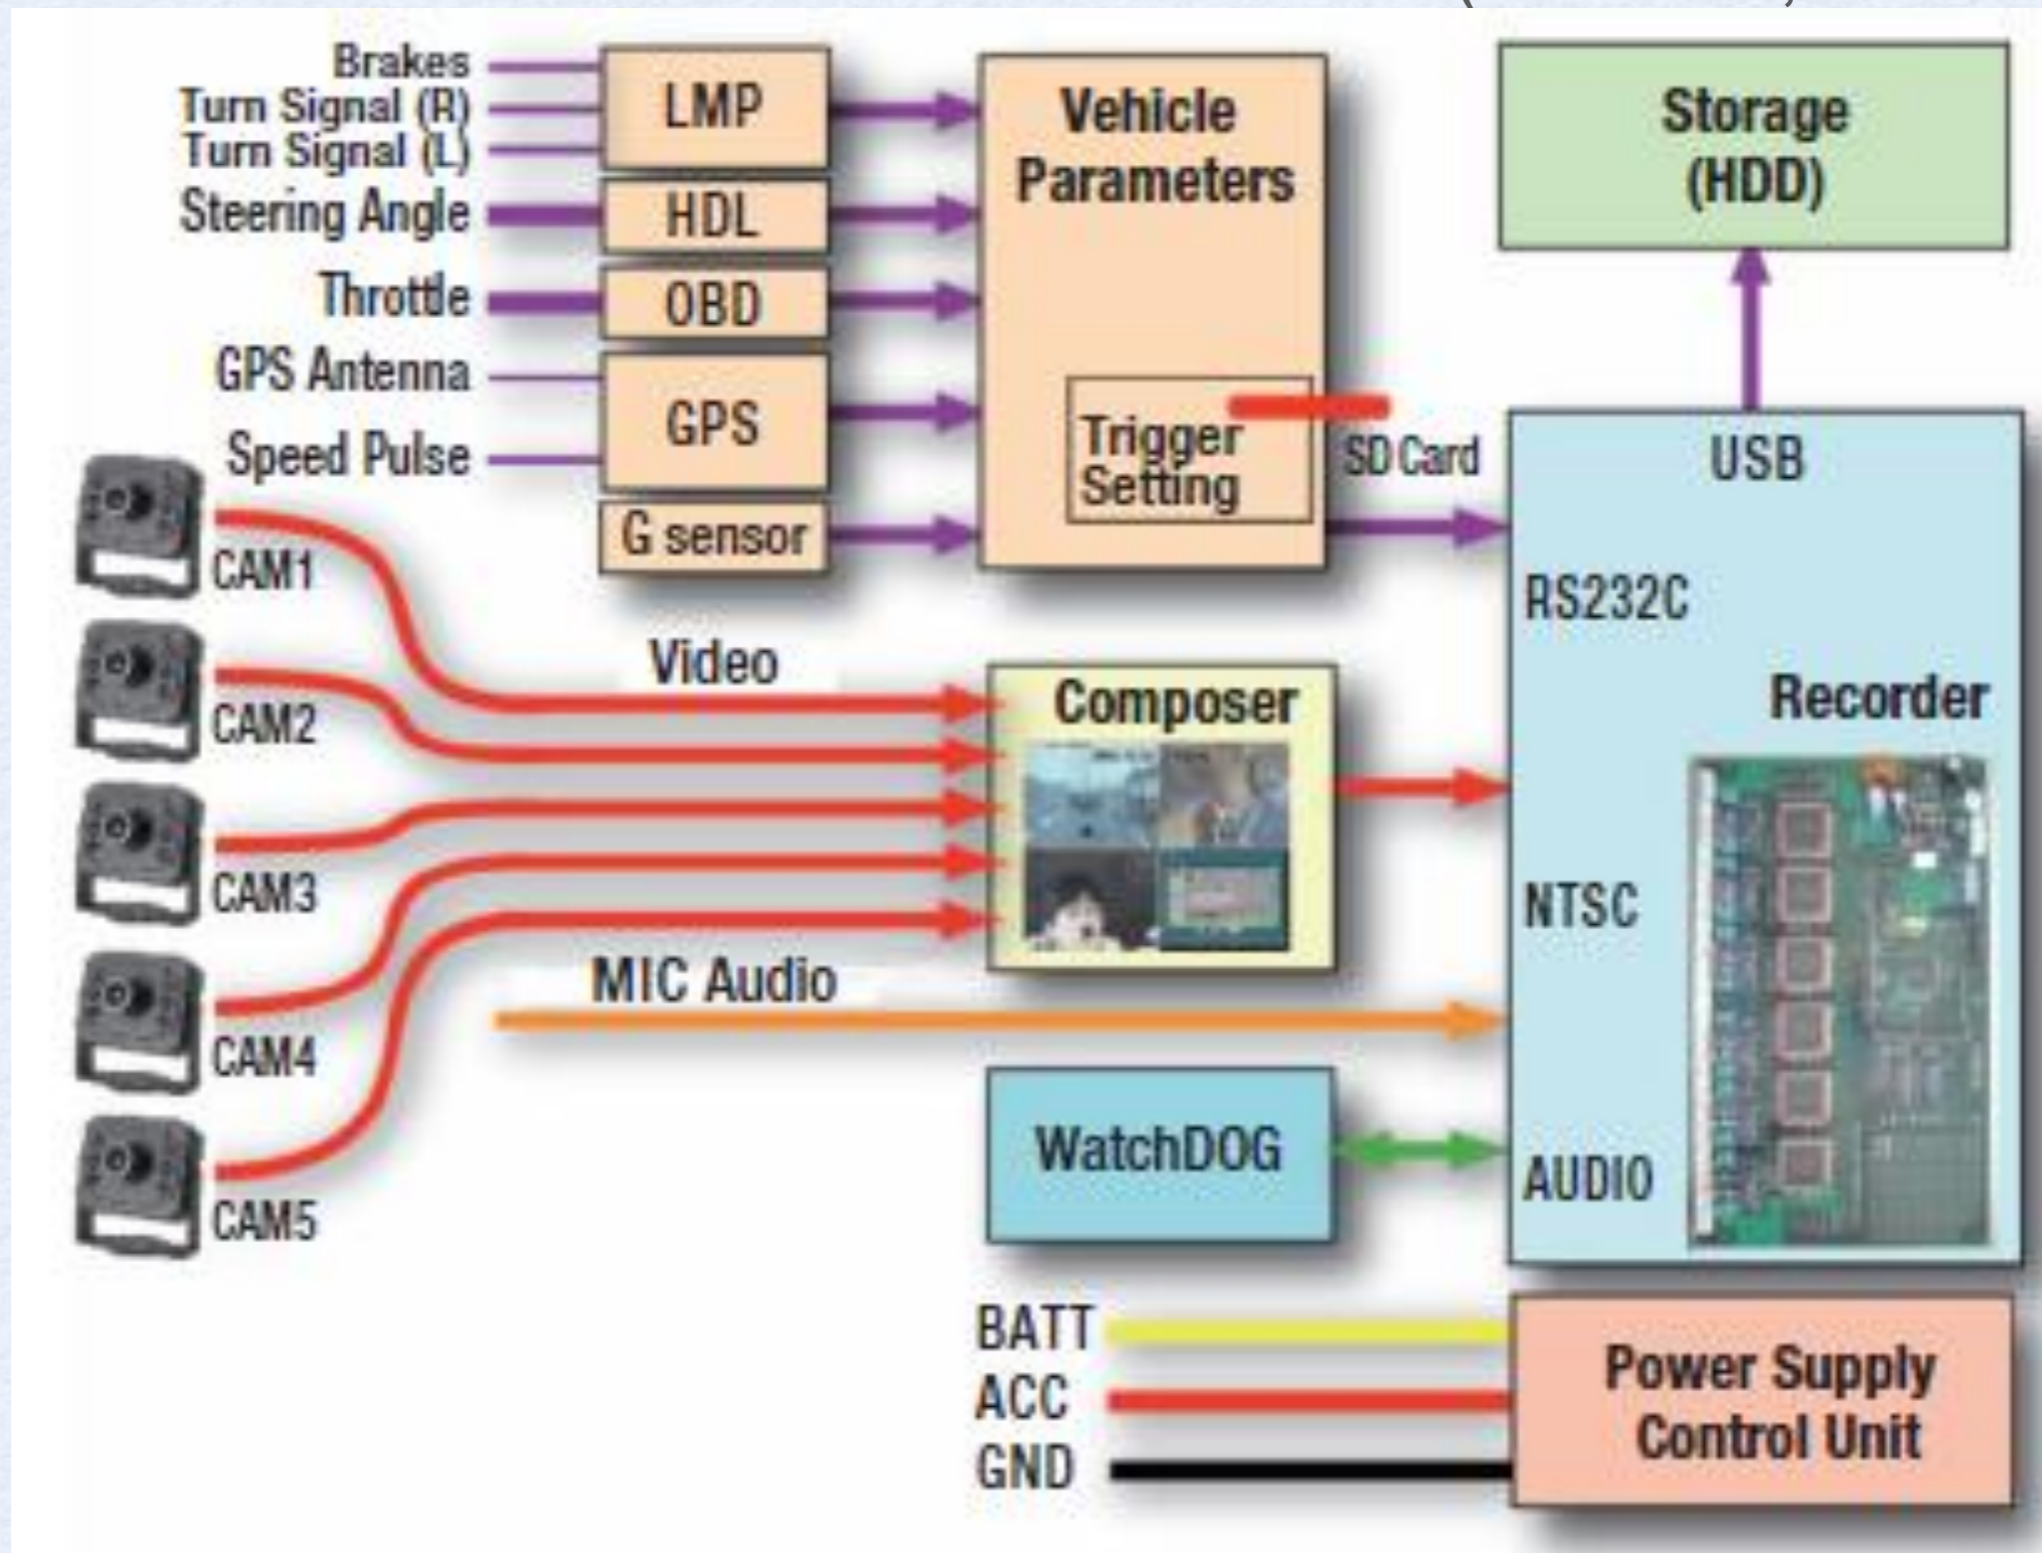 Brakes
Turn Signal (R)
Turn Signal (L)
Steering Angle
Throttle
GPS Antenna
Speed Pulse
LMP
HDL
OBD
GPS
G sensor
Vehicle
Parameters
Trigger
Setting
SD Card
Storage
(HDD)
USB
RS232C
Recorder
NTSC
AUDIO
CAM1
CAM2
CAM3
CAM4
CAM5
Video
Composer
MIC Audio
WatchDOG
BATT
ACC
GND
Power Supply
Control Unit